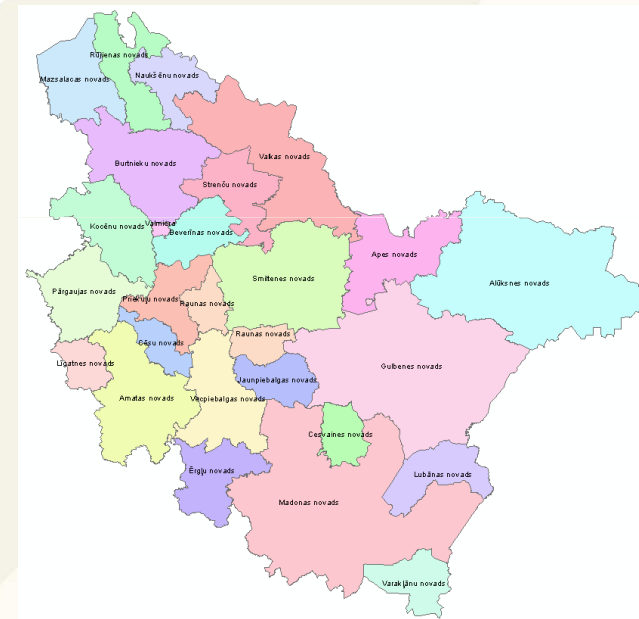 Rūjienas novads
Mazsalacas novads
Naukšēnu novads
Valkas novads
Burtnieku novads
Strenču novads
Valmiera
Kocēnu novads
Beverīnas novads
Apes novads
Smiltenes novads
Alūksnes novads
Pārgaujas novads
Priekuļu novads
Raunas novads
Raunas novads
Cēsu novads
Līgatnes novads
Gulbenes novads
Jaunpiebalgas novads
Amatas novads
Vecpiebalgas novads
Cesvaines novads
Ērgļu novads
Lubānas novads
Madonas novads
Varakļānu novads